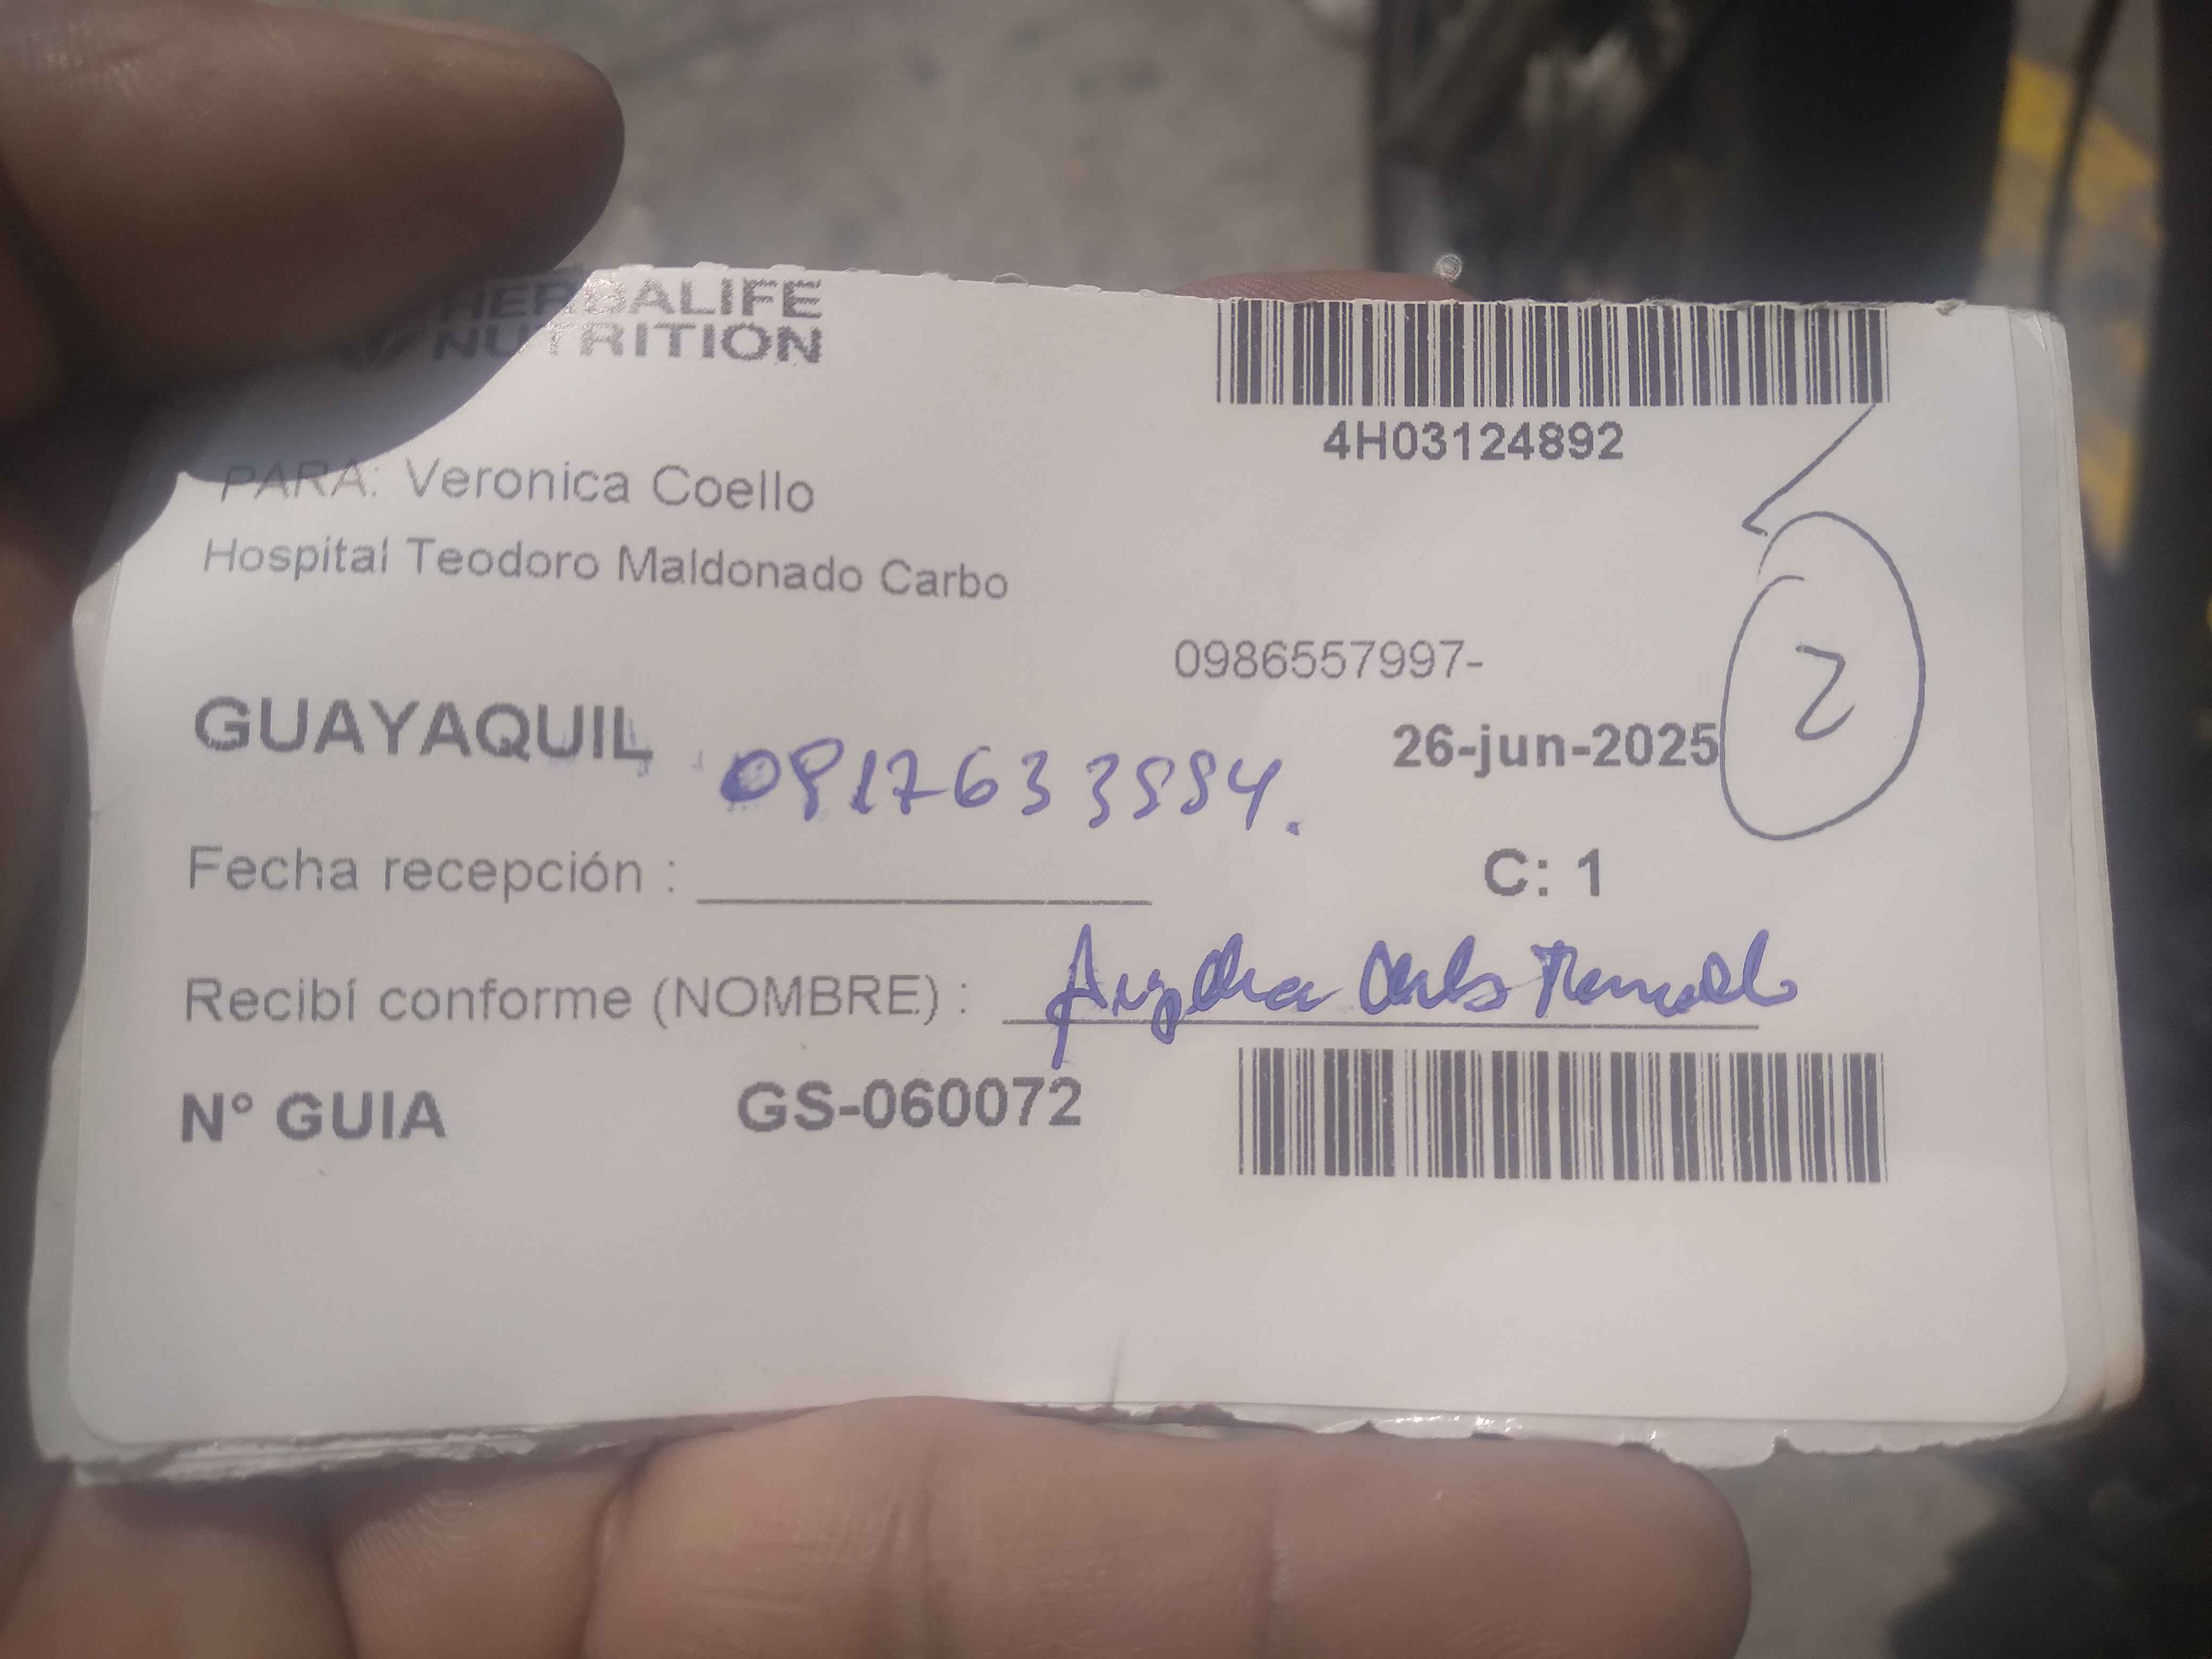 HERBALIFE
NUTRITION
4H03124892
PARA: Veronica Coello
Hospital Teodoro Maldonado Carbo
0986557997-
2
GUAYAQUIL
26-jun-2025
Fecha recepción :
C: 1
Recibí conforme (NOMBRE) :
N° GUIA GS-060072